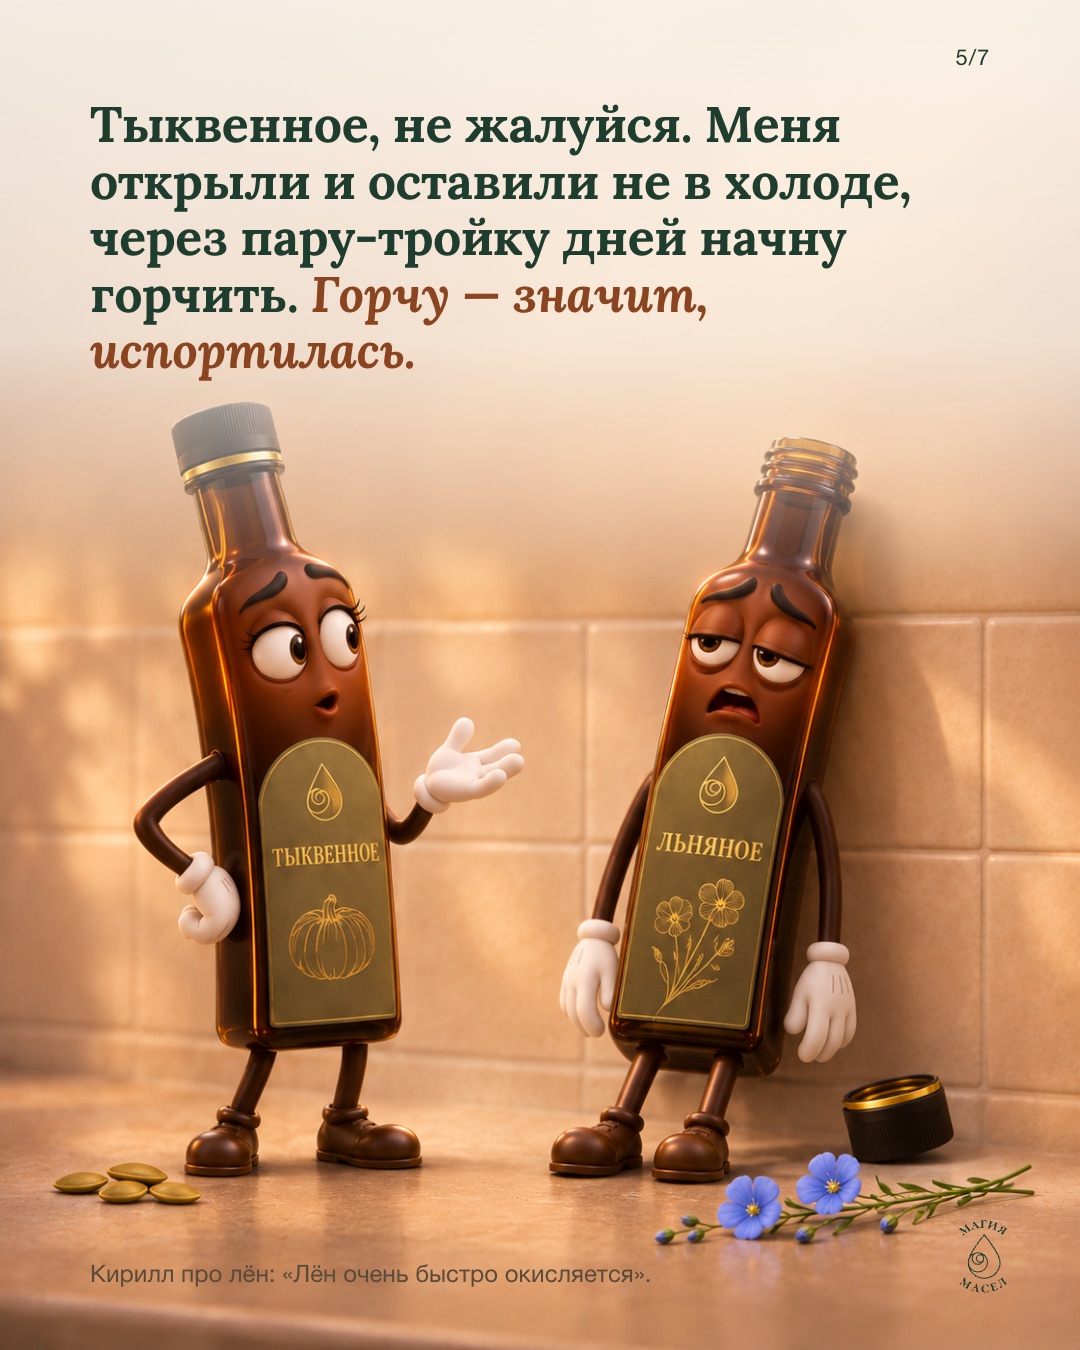 5/7
Тыквенное, не жалуйся. Меня
открыли и оставили не в холоде,
через пару-тройку дней начну
горчить. Горчу — значит,
испортилась.
ТЫКВЕННОЕ
ЛЬНЯНОЕ
МАГИЯ
МАСЕЛ
Кирилл про лён: «Лён очень быстро окисляется».